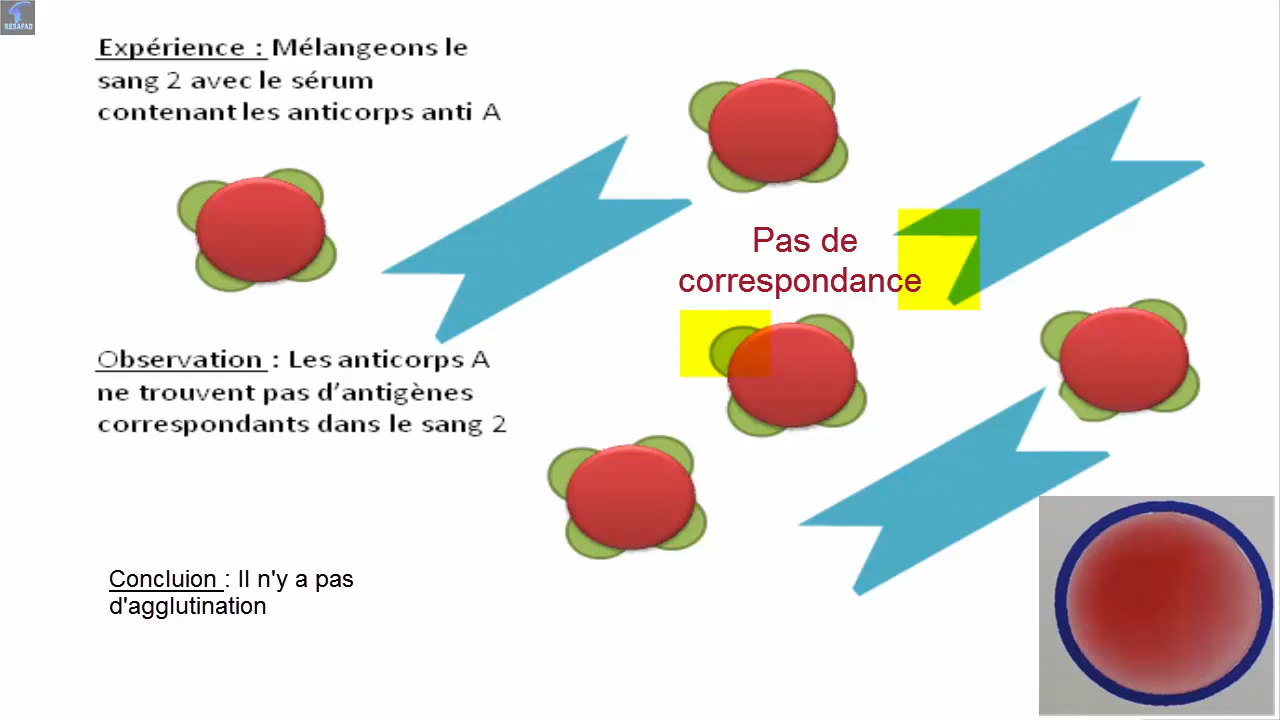 RESAFAD
Expérience : Mélangeons le
sang 2 avec le sérum
contenant les anticorps anti A
Pas de
correspondance
Observation : Les anticorps A
ne trouvent pas d’antigènes
correspondants dans le sang 2
Concluion : Il n'y a pas
d'agglutination